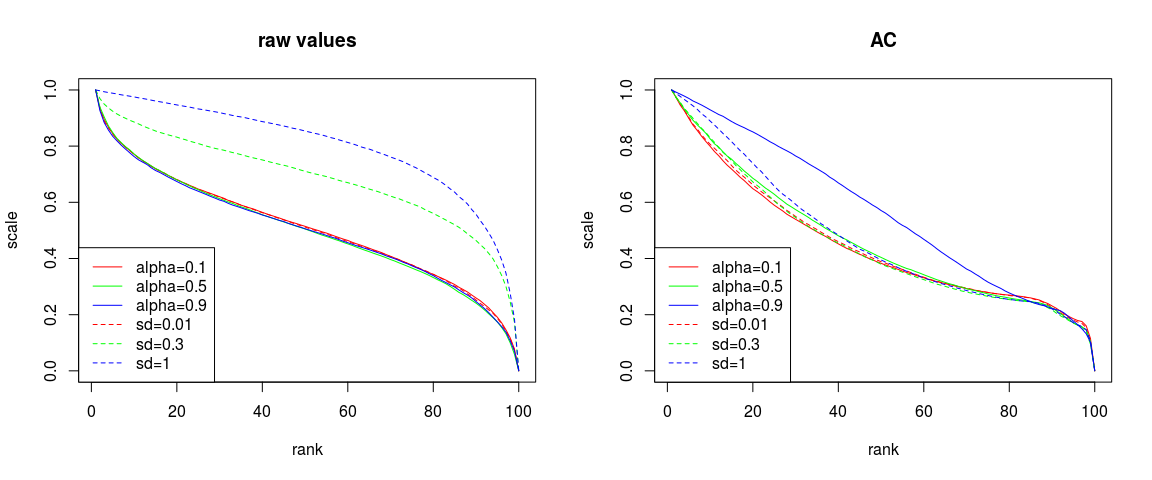 raw values
scale
1.0
0.8
0.6
0.4
0.2
0.0
alpha=0.1
alpha=0.5
alpha=0.9
sd=0.01
sd=0.3
sd=1
0 20 40 60 80 100
rank
AC
scale
1.0
0.8
0.6
0.4
0.2
0.0
alpha=0.1
alpha=0.5
alpha=0.9
sd=0.01
sd=0.3
sd=1
0 20 40 60 80 100
rank